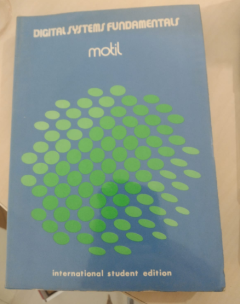 DIGITAL SYSTEMS FUNDAMENTALS
motil
international student edition